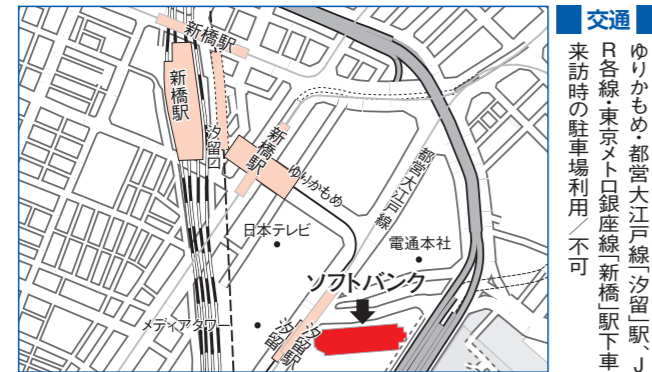 交通
ゆりかもめ・都営大江戸線「汐留」駅、J
R各線・東京メトロ銀座線「新橋」駅下車
来訪時の駐車場利用／不可
新橋駅
新橋駅
汐留口
新橋駅
ゆりかもめ
都営大江戸線
日本テレビ
電通本社
ソフトバンク
メディアタワー
汐留
汐留駅